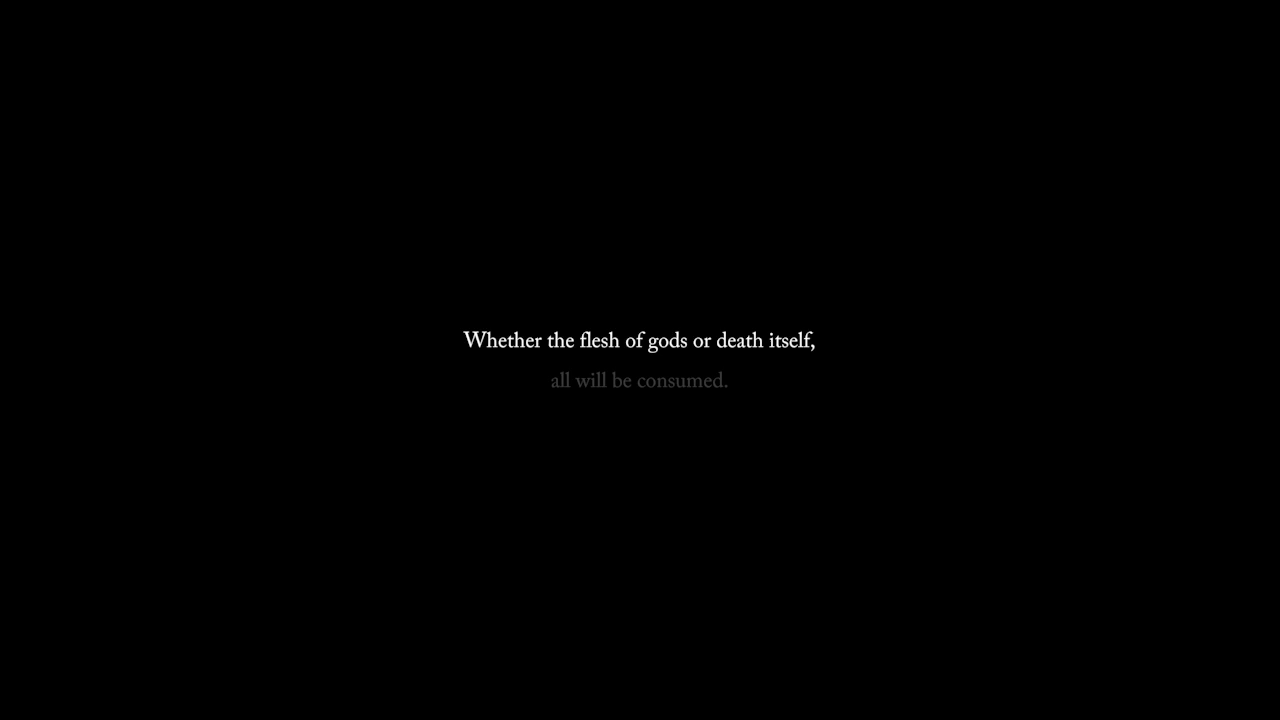 Whether the flesh of gods or death itself,
all will be consumed.